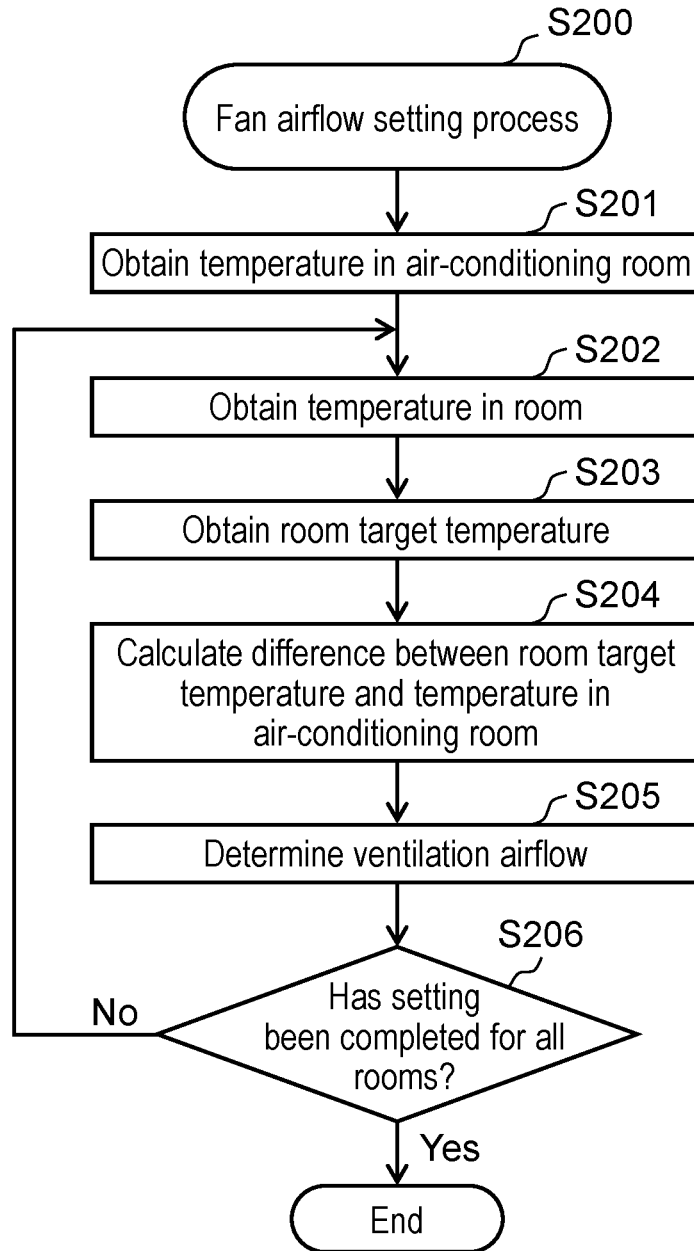 S200
Fan airflow setting process
S201
Obtain temperature in air-conditioning room
S202
Obtain temperature in room
S203
Obtain room target temperature
S204
Calculate difference between room target
temperature and temperature in
air-conditioning room
S205
Determine ventilation airflow
S206
Has setting
been completed for all
rooms?
No
Yes
End